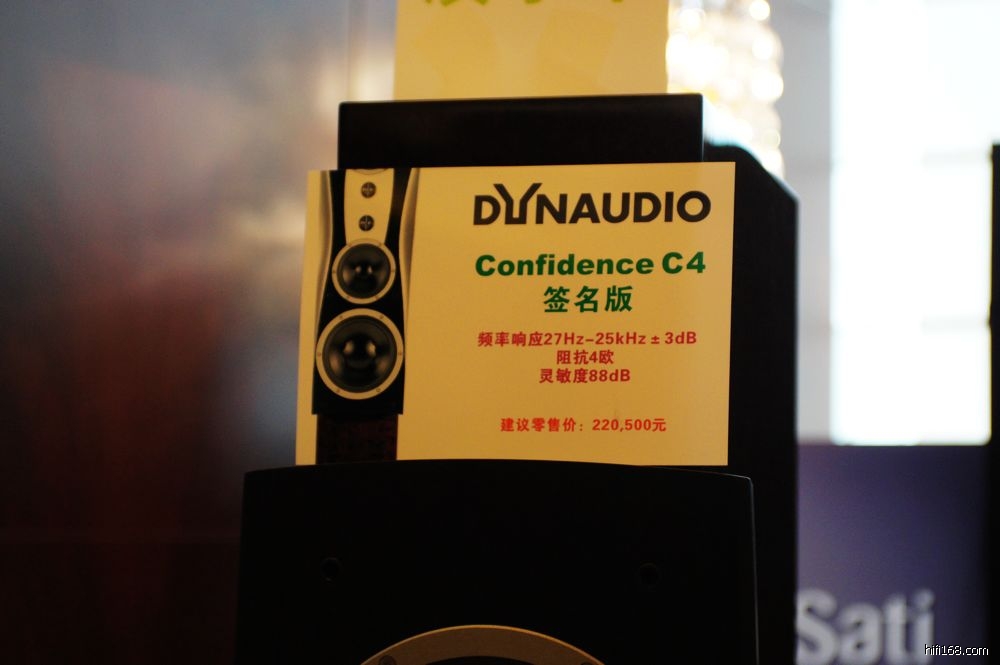 DYNAUDIO
Confidence C4
签名版
频率响应27Hz-25kHz±3dB
阻抗4欧
灵敏度88dB
建议零售价：220,500元
Sati
hifi168.com